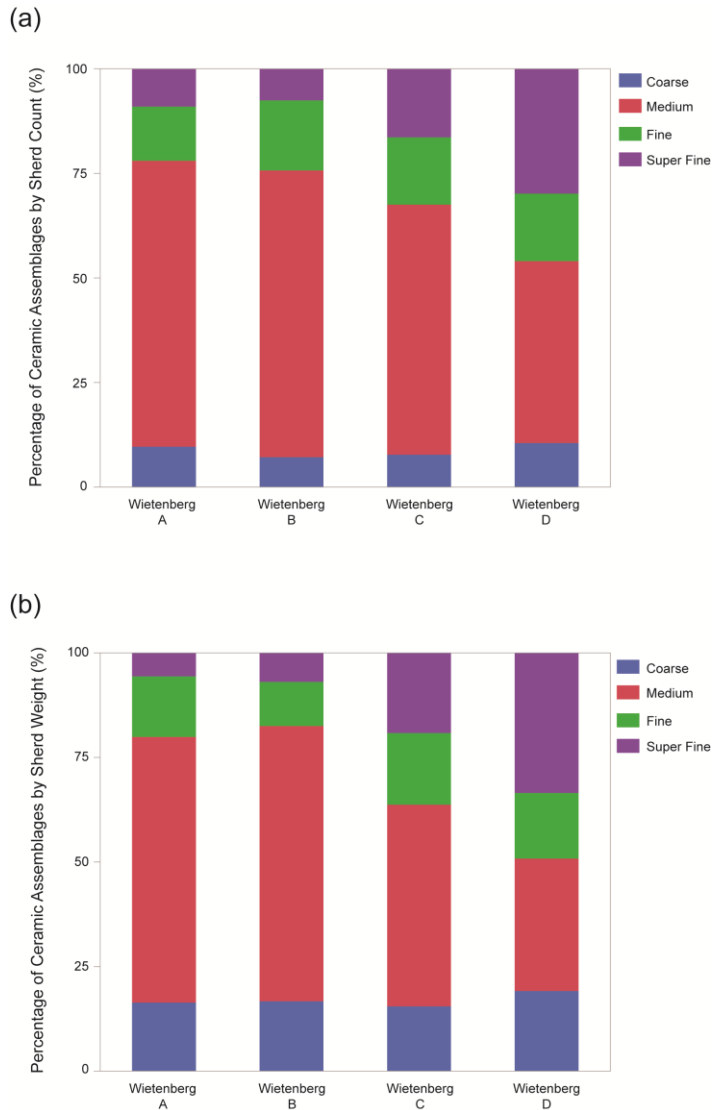 (a)
Percentage of Ceramic Assemblages by Sherd Count (%)
100
75
50
25
0
Wietenberg
A
Wietenberg
B
Wietenberg
C
Wietenberg
D
Coarse
Medium
Fine
Super Fine
(b)
Percentage of Ceramic Assemblages by Sherd Weight (%)
100
75
50
25
0
Wietenberg
A
Wietenberg
B
Wietenberg
C
Wietenberg
D
Coarse
Medium
Fine
Super Fine